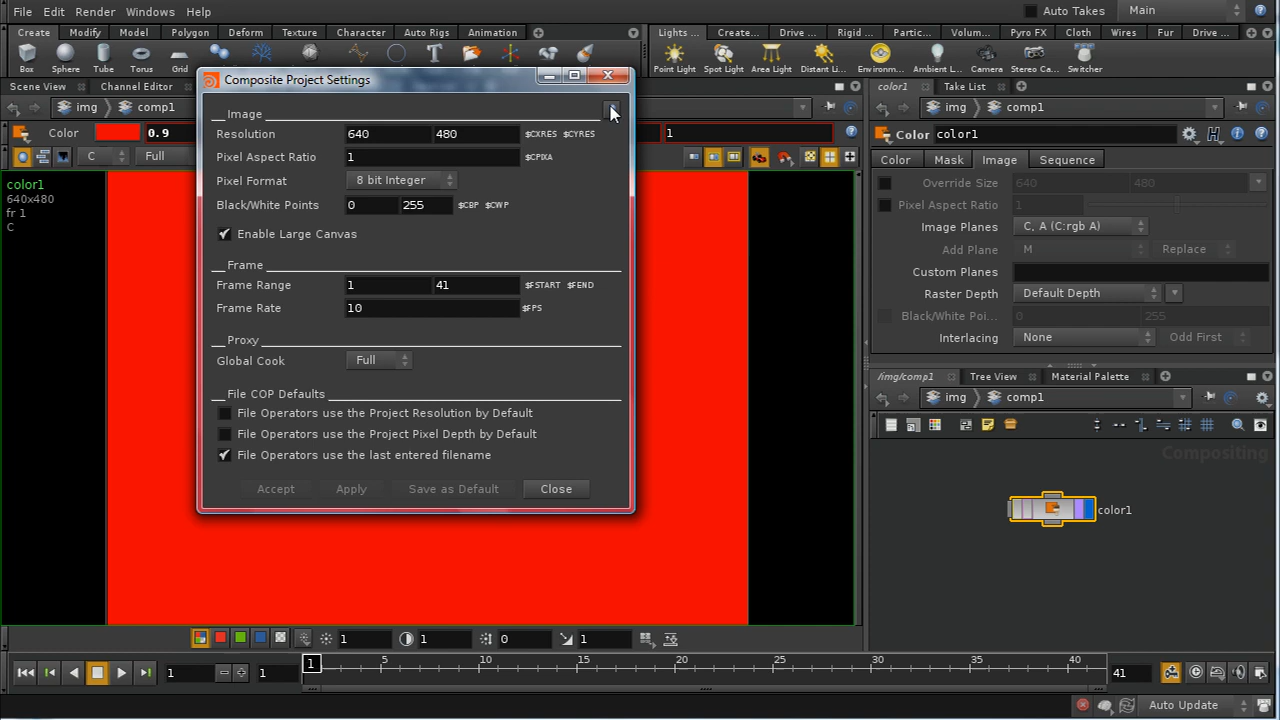 File Edit Render Windows Help Auto Takes Main
Create Modify Model Polygon Deform Texture Character Auto Rigs Animation Lights ... Create... Drive ... Rigid ... Partic... Volum... Pyro FX Cloth Wires Fur Drive ...
Box Sphere Tube Torus Grid Point Light Spot Light Area Light Distant L... Environm... Ambient L... Camera Stereo Ca... Switcher
Scene View Channel Editor color1 Take List
img comp1 img comp1
Composite Project Settings
Color 0.9 1 Color color1
C Full Color Mask Image Sequence
color1
640x480
fr 1
C
Image
Resolution 640 480 $CXRES $CYRES
Pixel Aspect Ratio 1 $CPIXA
Pixel Format 8 bit Integer
Black/White Points 0 255 $CBP $CWP
Enable Large Canvas
Frame
Frame Range 1 41 $FSTART $FEND
Frame Rate 10 $FPS
Proxy
Global Cook Full
File COP Defaults
File Operators use the Project Resolution by Default
File Operators use the Project Pixel Depth by Default
File Operators use the last entered filename
Accept Apply Save as Default Close
Override Size 640 480
Pixel Aspect Ratio 1
Image Planes C, A (C:rgb A)
Add Plane M Replace
Custom Planes
Raster Depth Default Depth
Black/White Poi... 0 255
Interlacing None Odd First
/img/comp1 Tree View Material Palette
img comp1
Compositing
color1
1 1 0 1
1 1 1 5 10 15 20 25 30 35 40 41
Auto Update